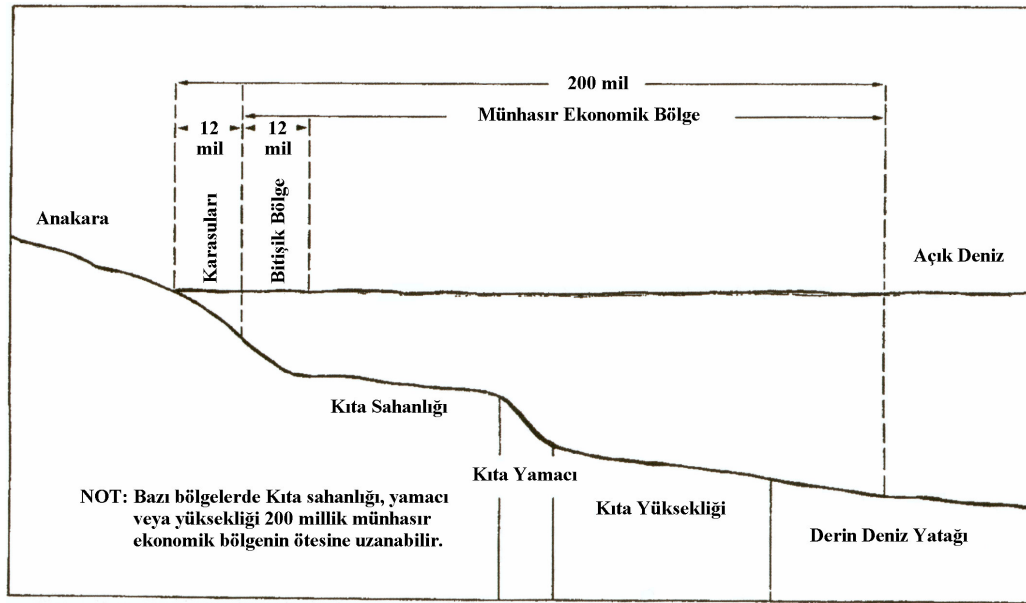 200 mil
Münhasır Ekonomik Bölge
12
mil
12
mil
Karasuları
Bitişik Bölge
Anakara
Açık Deniz
Kıta Sahanlığı
Kıta Yamacı
Kıta Yüksekliği
Derin Deniz Yatağı
NOT: Bazı bölgelerde Kıta sahanlığı, yamacı
veya yüksekliği 200 millik münhasır
ekonomik bölgenin ötesine uzanabilir.